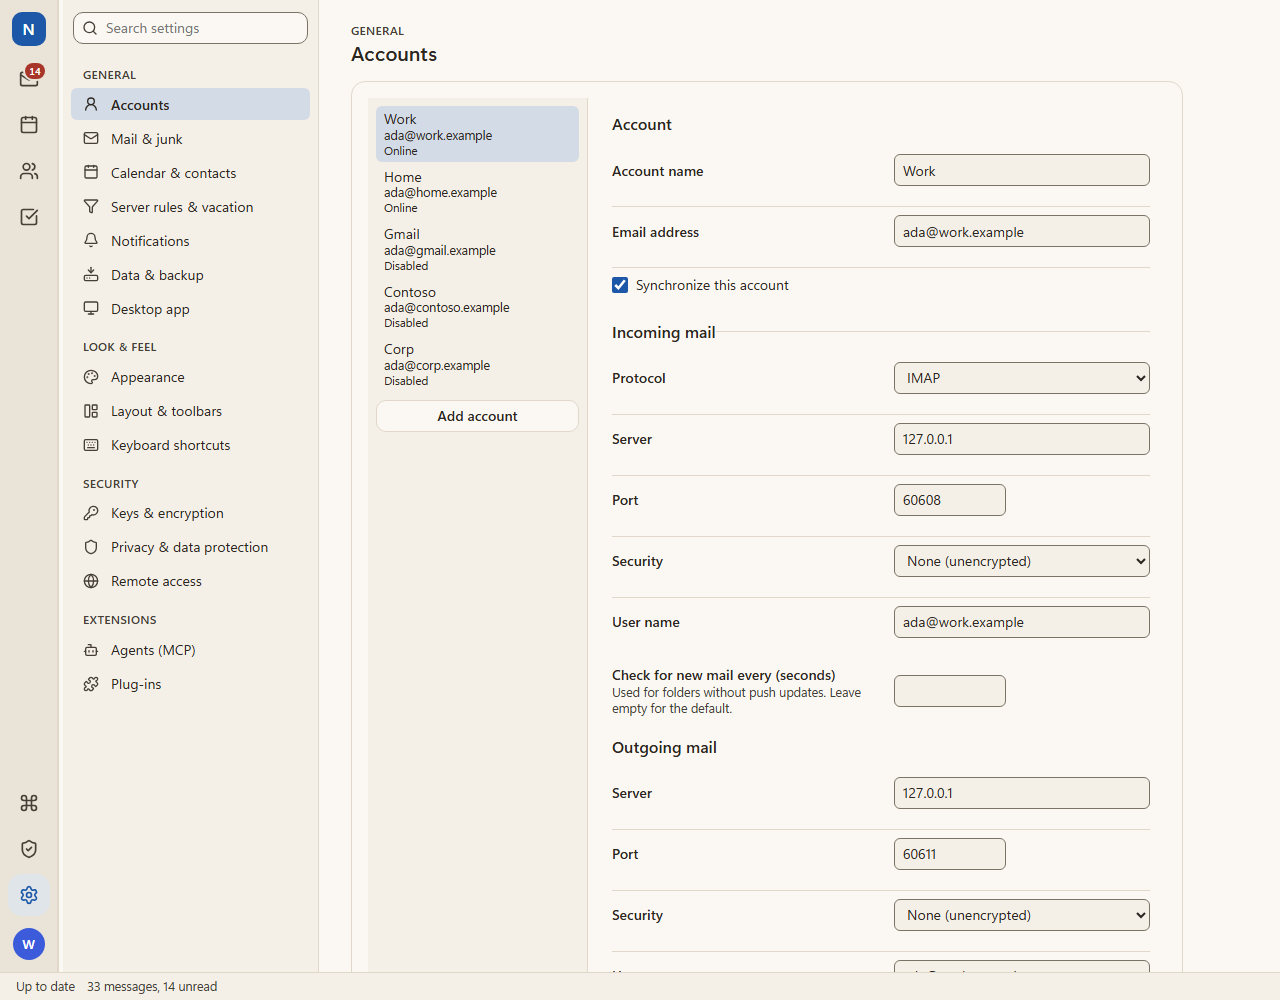 N
14
Search settings
GENERAL
Accounts
Mail & junk
Calendar & contacts
Server rules & vacation
Notifications
Data & backup
Desktop app
LOOK & FEEL
Appearance
Layout & toolbars
Keyboard shortcuts
SECURITY
Keys & encryption
Privacy & data protection
Remote access
EXTENSIONS
Agents (MCP)
Plug-ins
W
GENERAL
Accounts
Work
ada@work.example
Online
Home
ada@home.example
Online
Gmail
ada@gmail.example
Disabled
Contoso
ada@contoso.example
Disabled
Corp
ada@corp.example
Disabled
Add account
Account
Account name
Work
Email address
ada@work.example
Synchronize this account
Incoming mail
Protocol
IMAP
Server
127.0.0.1
Port
60608
Security
None (unencrypted)
User name
ada@work.example
Check for new mail every (seconds)
Used for folders without push updates. Leave
empty for the default.
Outgoing mail
Server
127.0.0.1
Port
60611
Security
None (unencrypted)
Up to date
33 messages, 14 unread